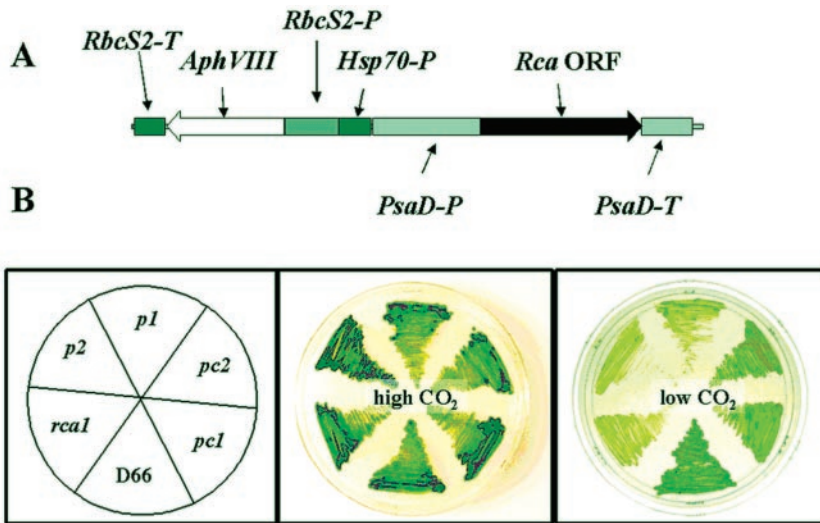 A
RbcS2-T
AphVIII
RbcS2-P
Hsp70-P
Rca ORF
PsaD-P
PsaD-T
B
p1
p2
pc2
rca1
pc1
D66
high CO₂
low CO₂